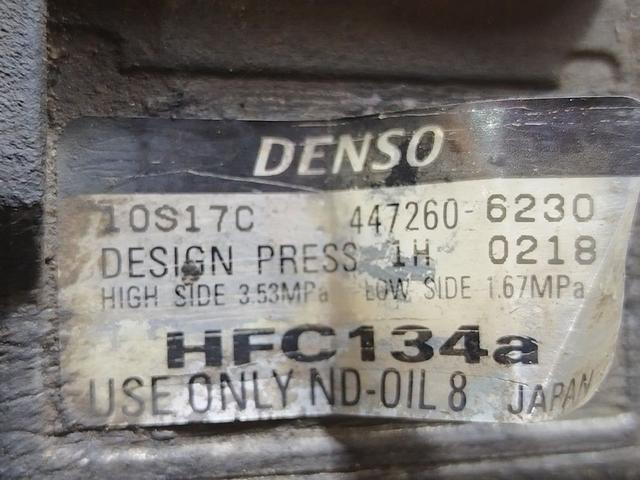 DENSO
10S17C 447260-6230
DESIGN PRESS 1H 0218
HIGH SIDE 3.53MPa LOW SIDE 1.67MPa
HFC134a
USE ONLY ND-OIL 8 JAPAN